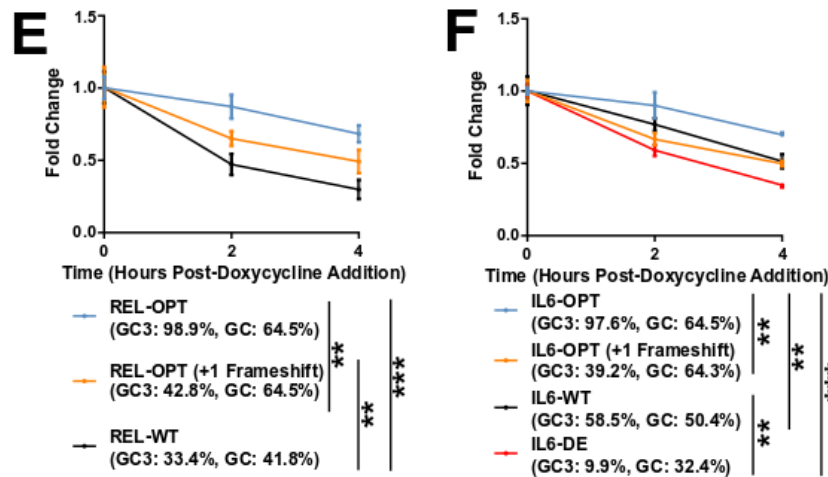 E
1.5
1.0
0.5
0.0
Fold Change
0 2 4
Time (Hours Post-Doxycycline Addition)
REL-OPT
(GC3: 98.9%, GC: 64.5%)
REL-OPT (+1 Frameshift)
(GC3: 42.8%, GC: 64.5%)
REL-WT
(GC3: 33.4%, GC: 41.8%)
**
**
***
F
1.5
1.0
0.5
0.0
Fold Change
0 2 4
Time (Hours Post-Doxycycline Addition)
IL6-OPT
(GC3: 97.6%, GC: 64.5%)
IL6-OPT (+1 Frameshift)
(GC3: 39.2%, GC: 64.3%)
IL6-WT
(GC3: 58.5%, GC: 50.4%)
IL6-DE
(GC3: 9.9%, GC: 32.4%)
**
**
**